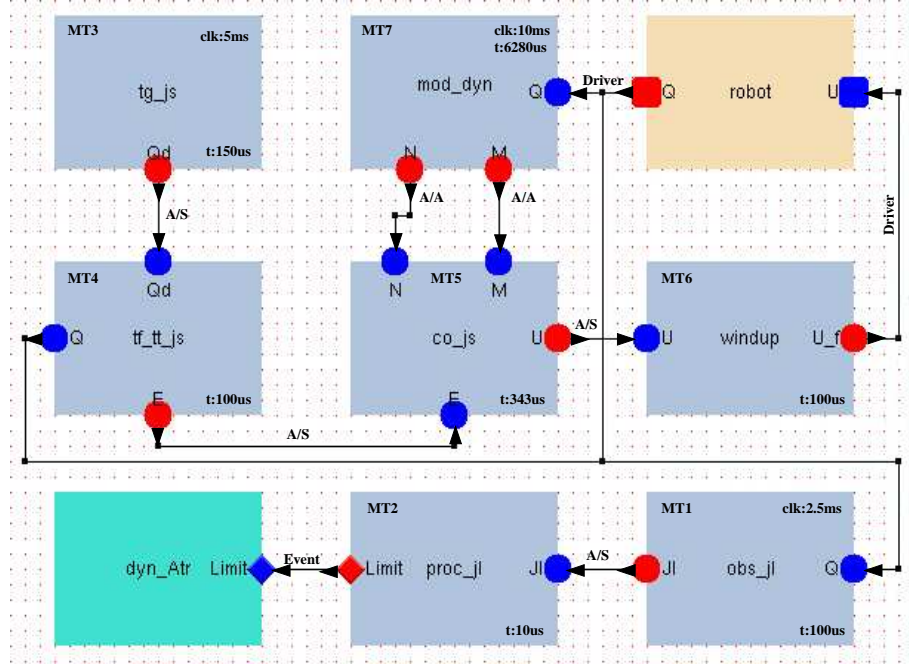 MT3
clk:5ms
tg_js
Qd
t:150us
MT7
clk:10ms
t:6280us
mod_dyn
Q
N
M
Driver
Q
robot
U
A/S
A/A
A/A
Driver
MT4
Qd
Q
tf_tt_js
E
t:100us
N
MT5
M
co_js
U
E
t:343us
A/S
MT6
U
windup
U_f
t:100us
A/S
dyn_Atr
Limit
Event
MT2
Limit
proc_jl
Jl
t:10us
A/S
MT1
clk:2.5ms
Jl
obs_jl
Q
t:100us